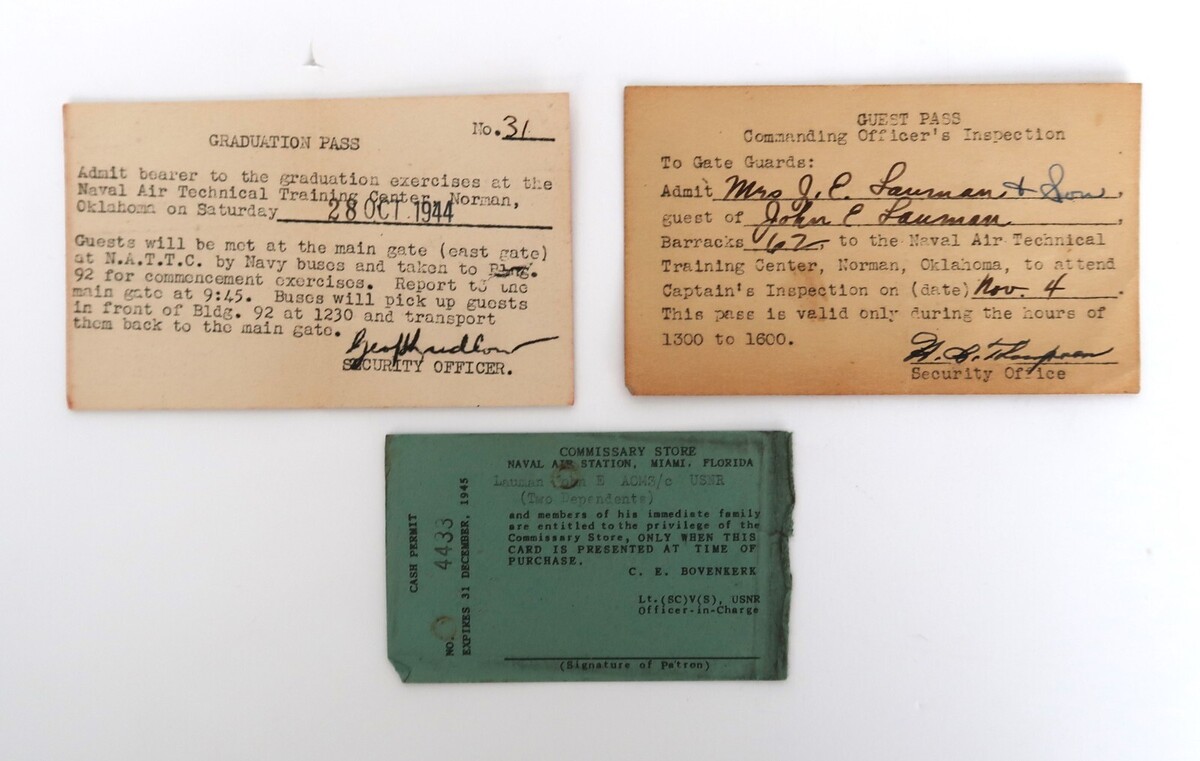 No. 31
GRADUATION PASS
Admit bearer to the graduation exercises at the
Naval Air Technical Training Center, Norman,
Oklahoma on Saturday 28 OCT 1944
Guests will be met at the main gate (east gate)
at N.A.T.T.C. by Navy buses and taken to Bldg.
92 for commencement exercises. Report to the
main gate at 9:45. Buses will pick up guests
in front of Bldg. 92 at 1230 and transport
them back to the main gate.
SECURITY OFFICER.
GUEST PASS
Commanding Officer's Inspection
To Gate Guards:
Admit Mrs J. E. Lauman & Son,
guest of John E Lauman,
Barracks 62 to the Naval Air Technical
Training Center, Norman, Oklahoma, to attend
Captain's Inspection on (date) Nov. 4.
This pass is valid only during the hours of
1300 to 1600.
Security Office
COMMISSARY STORE
NAVAL AIR STATION, MIAMI, FLORIDA
Lauman John E AOM3/c USNR
(Two Dependents)
and members of his immediate family
are entitled to the privilege of the
Commissary Store, ONLY WHEN THIS
CARD IS PRESENTED AT TIME OF
PURCHASE.
C. E. BOVENKERK
Lt.(SC)V(S), USNR
Officer-in-Charge
(Signature of Patron)
CASH PERMIT
NO. 4433
EXPIRES 31 DECEMBER, 1945